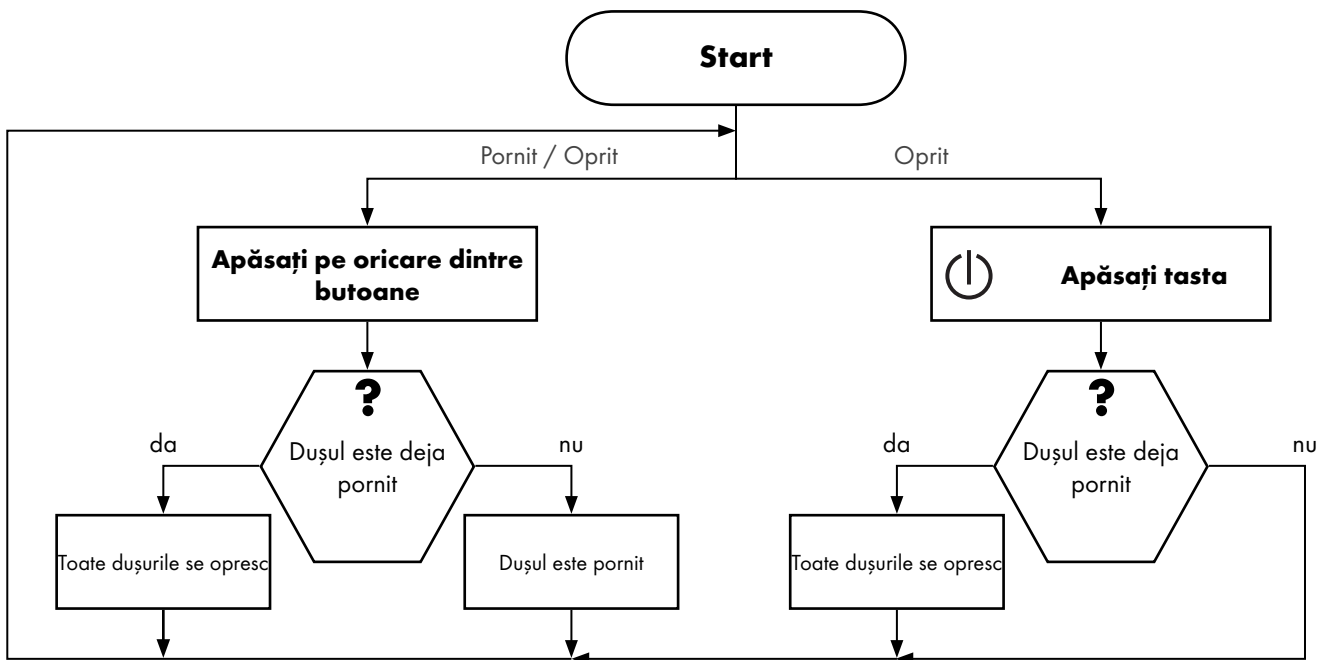 Start
Pornit / Oprit
Oprit
Apăsați pe oricare dintre
butoane
Apăsați tasta
?
Dușul este deja
pornit
da
nu
?
Dușul este deja
pornit
da
nu
Toate dușurile se opresc
Dușul este pornit
Toate dușurile se opresc